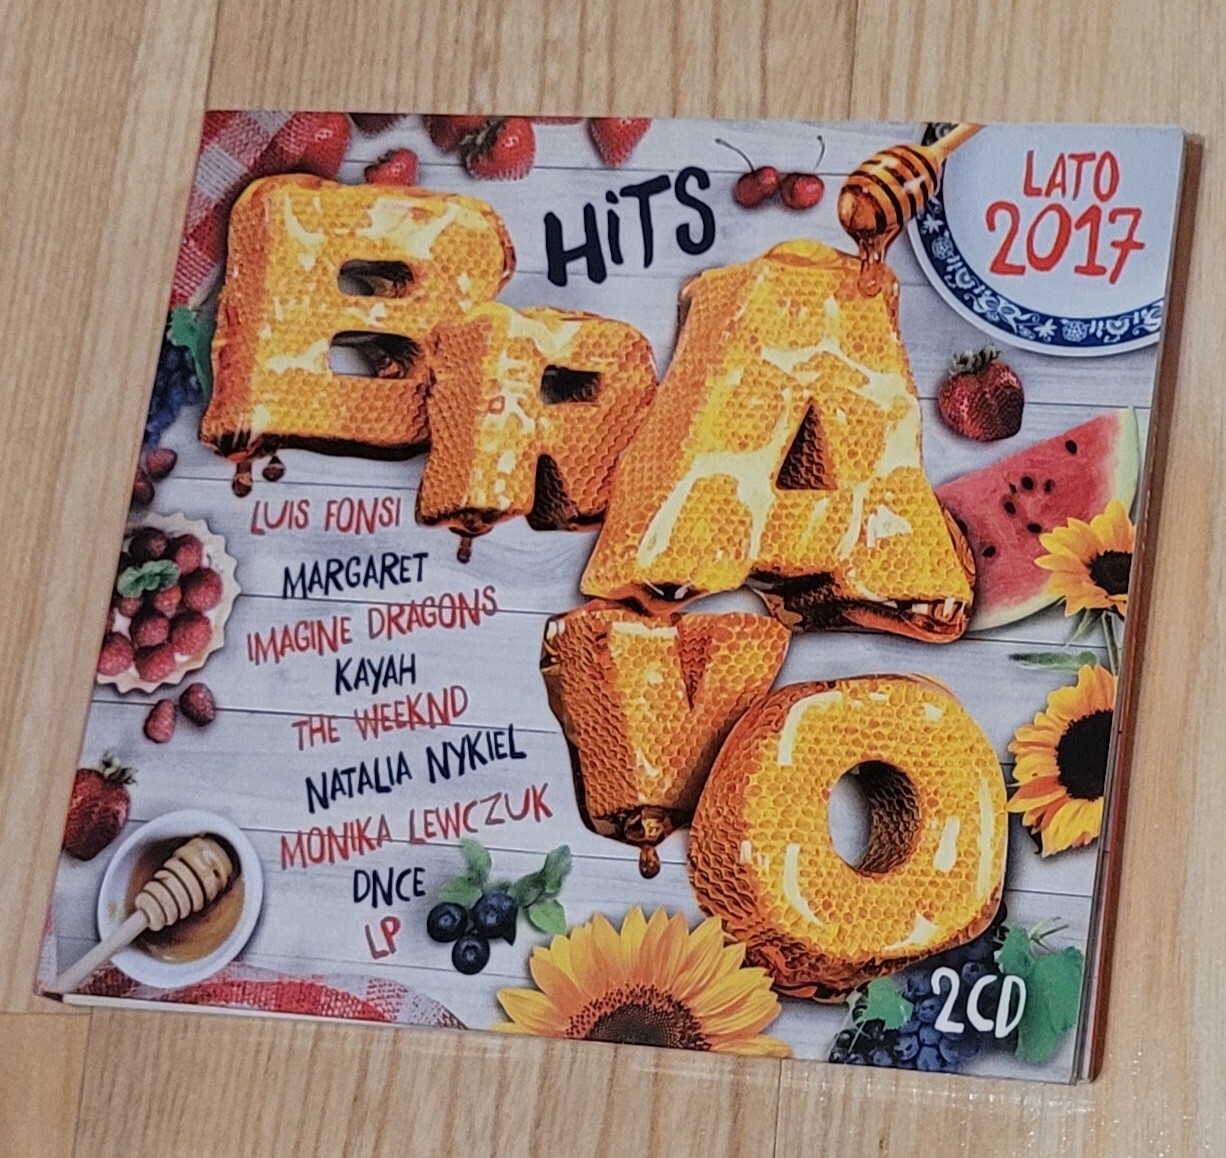 HiTS
LATO
2017
BRAVO
LUIS FONSI
MARGARET
IMAGINE DRAGONS
KAYAH
THE WEEKND
NATALIA NYKIEL
MONIKA LEWCZUK
DNCE
LP
2CD